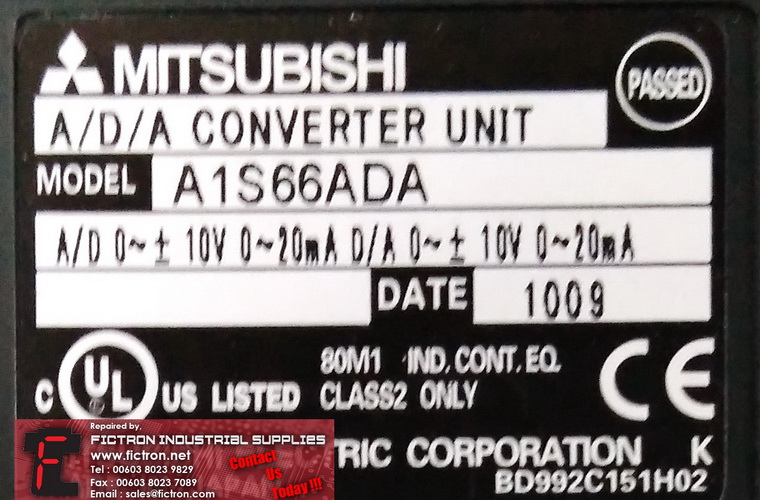 MITSUBISHI
PASSED
A/D/A CONVERTER UNIT
MODEL A1S66ADA
A/D 0~± 10V 0~20mA D/A 0~± 10V 0~20mA
DATE 1009
C UL US LISTED
80M1 IND. CONT. EQ.
CLASS2 ONLY
CE
CORPORATION K
BD992C151H02
Repaired by.
FICTRON INDUSTRIAL SUPPLIES
www.fictron.net
Tel : 00603 8023 9829
Fax : 00603 8023 7089
Email : sales@fictron.com
Contact
Us
Today !!!